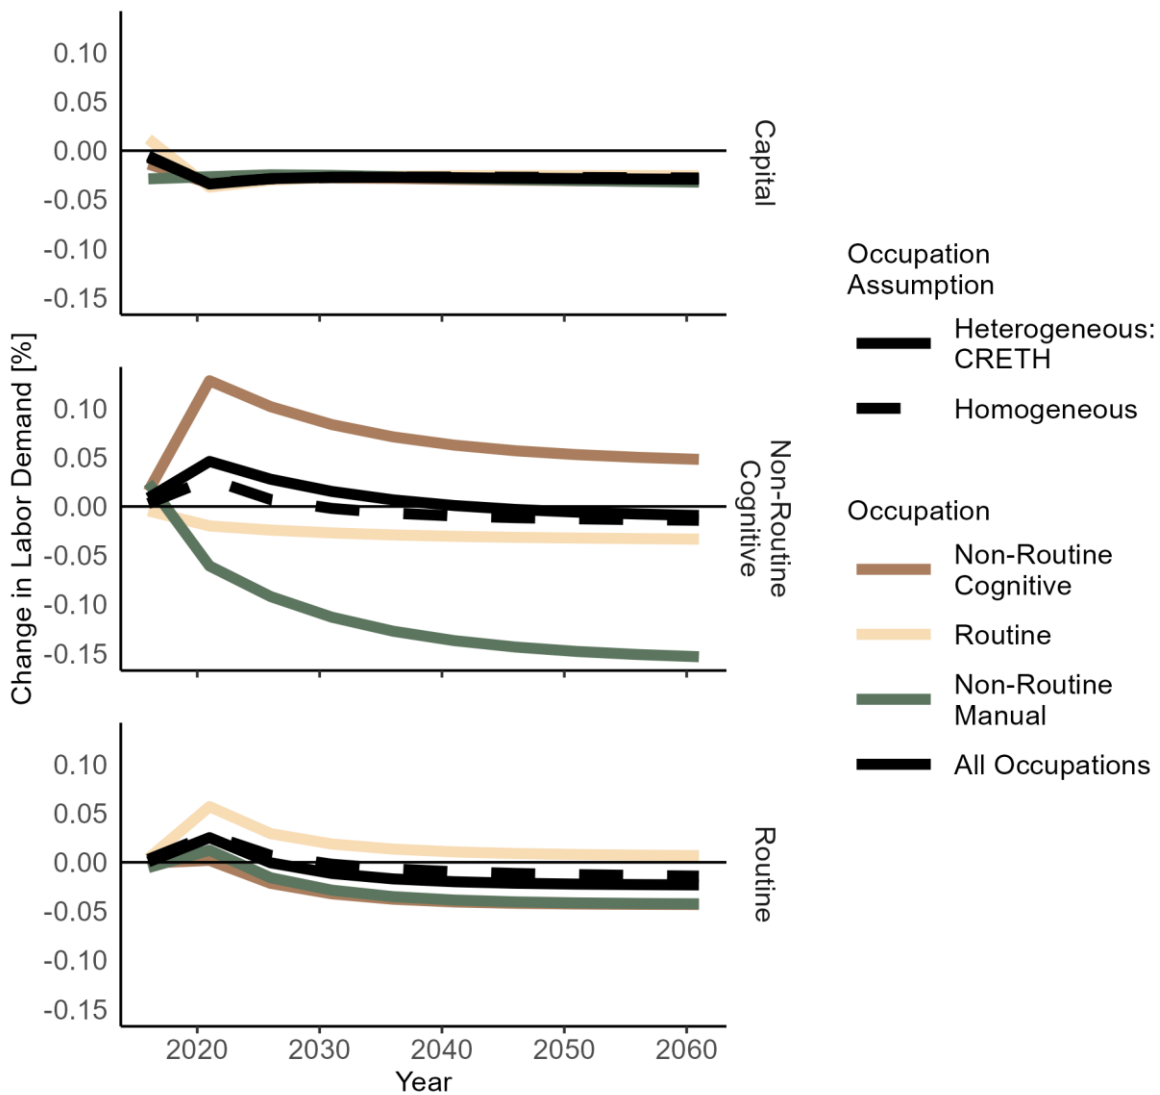 Change in Labor Demand [%]
0.10
0.05
0.00
-0.05
-0.10
-0.15
Capital
0.10
0.05
0.00
-0.05
-0.10
-0.15
Non-Routine
Cognitive
0.10
0.05
0.00
-0.05
-0.10
-0.15
Routine
2020 2030 2040 2050 2060
Year
Occupation
Assumption
Heterogeneous:
CRETH
Homogeneous
Occupation
Non-Routine
Cognitive
Routine
Non-Routine
Manual
All Occupations